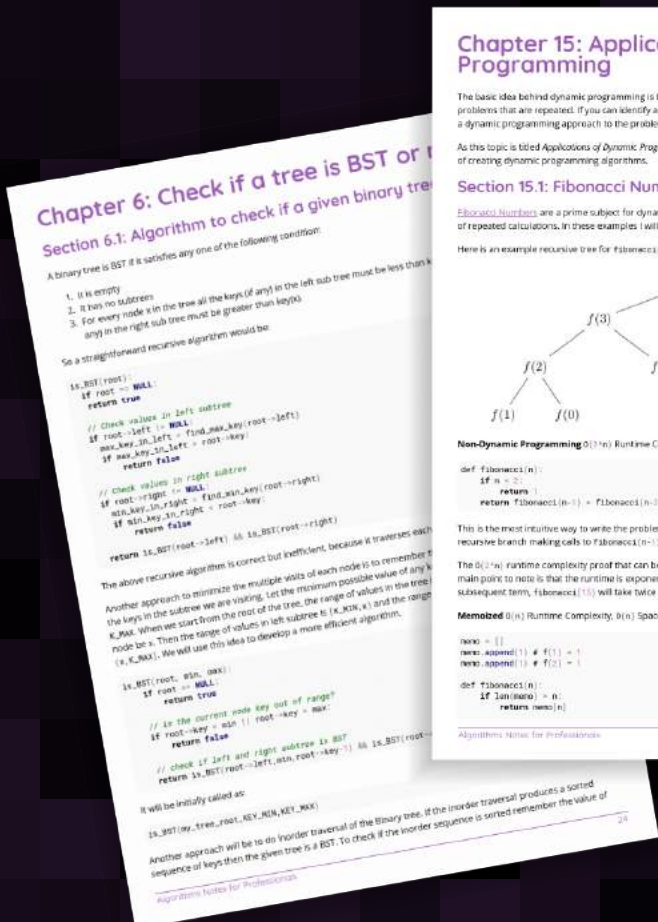 Chapter 6: Check if a tree is BST or
Section 6.1: Algorithm to check if a given binary tree
A binary tree is BST if it satisfies any one of the following condition:
1. It is empty
2. It has no subtrees
3. For every node x in the tree all the keys (if any) in the left sub tree must be less than
any) in the right sub tree must be greater than key(x).
So a straightforward recursive algorithm would be:
is_BST(root):
if root == NULL:
return true
// Check values in left subtree
if root->left != NULL:
max_key_in_left = find_max_key(root->left)
if max_key_in_left > root->key:
return false
// Check values in right subtree
if root->right != NULL:
min_key_in_right = find_min_key(root->right)
if min_key_in_right < root->key:
return false
return is_BST(root->left) && is_BST(root->right)
The above recursive algorithm is correct but inefficient, because it traverses each
Another approach to minimize the multiple visits of each node is to remember
the keys in the subtree we are visiting. Let the minimum possible value of any
K_MAX. When we start from the root of the tree, the range of values in the tree
node be x. Then the range of values in left subtree is [K_MIN,x) and the range
(x,K_MAX]. We will use this idea to develop a more efficient algorithm.
is_BST(root, min, max):
if root == NULL:
return true
// is the current node key out of range?
if root->key < min || root->key > max:
return false
// check if left and right subtree is BST
return is_BST(root->left,min,root->key-1) && is_BST(root->
It will be initially called as:
is_BST(my_tree_root,KEY_MIN,KEY_MAX)
Another approach will be to do inorder traversal of the Binary tree. If the inorder traversal produces a sorted
sequence of keys then the given tree is a BST. To check if the inorder sequence is sorted remember the value of
Algorithms Notes for Professionals
24
Chapter 15: Applic
Programming
The basic idea behind dynamic programming is
problems that are repeated. If you can identify a
a dynamic programming approach to the proble
As this topic is titled Applications of Dynamic Prog
of creating dynamic programming algorithms.
Section 15.1: Fibonacci Nu
Fibonacci Numbers are a prime subject for dyna
of repeated calculations. In these examples I will
Here is an example recursive tree for fibonacci
f(3)
f(2)
f(1) f(0)
Non-Dynamic Programming O(2^n) Runtime C
def fibonacci(n):
if n < 2:
return 1
return fibonacci(n-1) + fibonacci(n-2
This is the most intuitive way to write the proble
recursive branch making calls to fibonacci(n-1
The O(2^n) runtime complexity proof that can b
main point to note is that the runtime is exponen
subsequent term, fibonacci(15) will take twice
Memoized O(n) Runtime Complexity, O(n) Spac
memo = []
memo.append(1) # f(1) = 1
memo.append(1) # f(2) = 1
def fibonacci(n):
if len(memo) > n:
return memo[n]
Algorithms Notes for Professionals